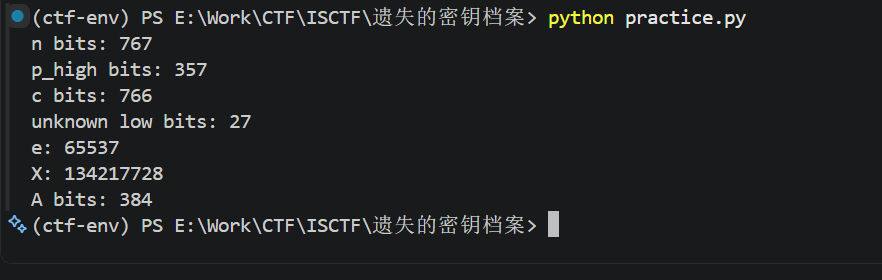 (ctf-env) PS E:\Work\CTF\ISCTF\遗失的密钥档案> python practice.py
n bits: 767
p_high bits: 357
c bits: 766
unknown low bits: 27
e: 65537
X: 134217728
A bits: 384
(ctf-env) PS E:\Work\CTF\ISCTF\遗失的密钥档案>